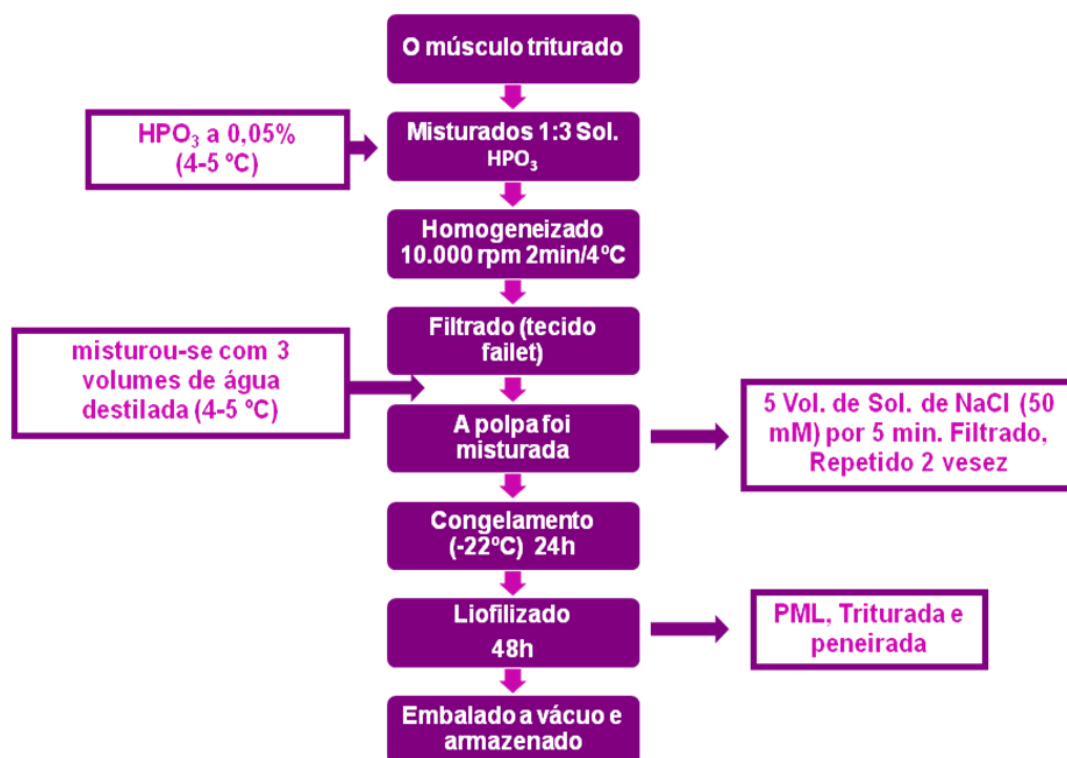 O músculo triturado
HPO₃ a 0,05%
(4-5 ºC)
Misturados 1:3 Sol.
HPO₃
Homogeneizado
10.000 rpm 2min/4ºC
Filtrado (tecido
failet)
misturou-se com 3
volumes de água
destilada (4-5 ºC)
A polpa foi
misturada
5 Vol. de Sol. de NaCl (50
mM) por 5 min. Filtrado,
Repetido 2 vesez
Congelamento
(-22ºC) 24h
Liofilizado
48h
PML, Triturada e
peneirada
Embalado a vácuo e
armazenado